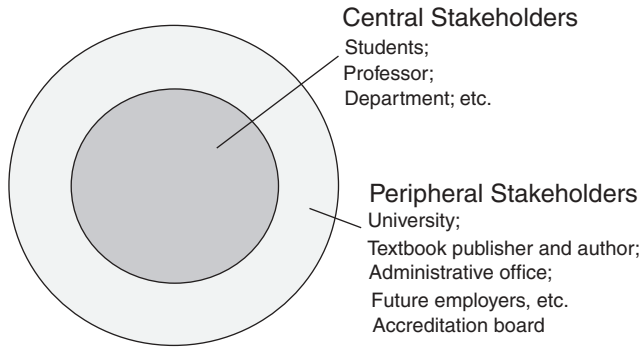 Central Stakeholders
Students;
Professor;
Department; etc.
Peripheral Stakeholders
University;
Textbook publisher and author;
Administrative office;
Future employers, etc.
Accreditation board